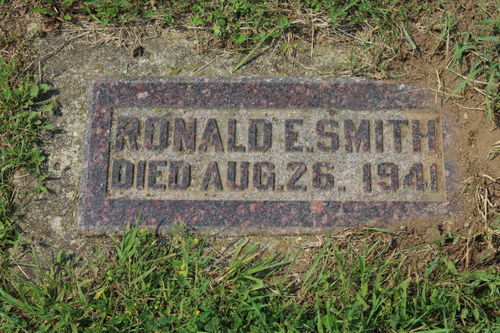 RONALD E. SMITH
DIED AUG. 26. 1941